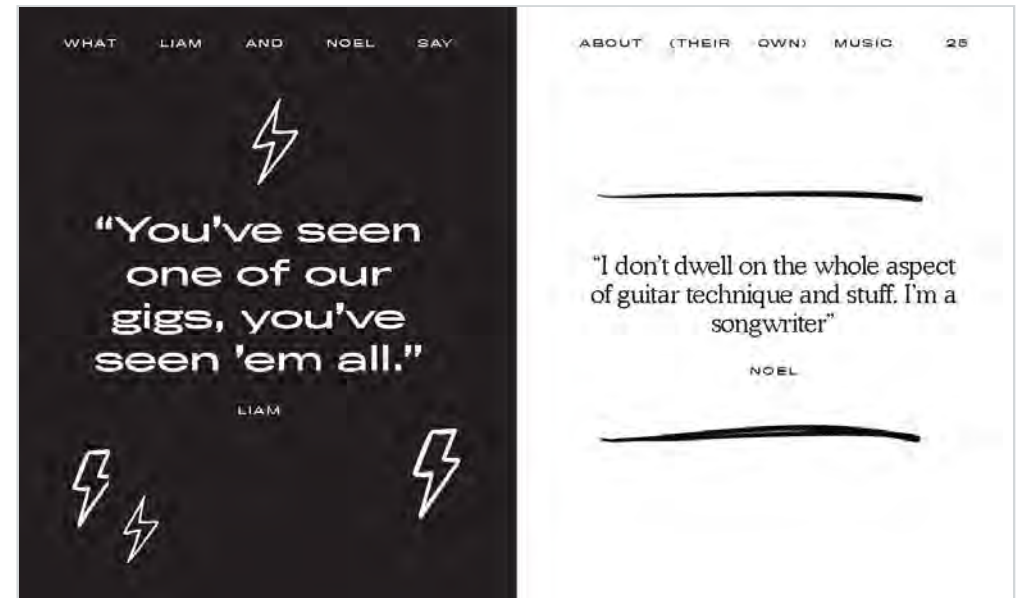 WHAT LIAM AND NOEL SAY
“You’ve seen
one of our
gigs, you’ve
seen ’em all.”
LIAM
ABOUT (THEIR OWN) MUSIC 25
“I don’t dwell on the whole aspect
of guitar technique and stuff. I’m a
songwriter”
NOEL